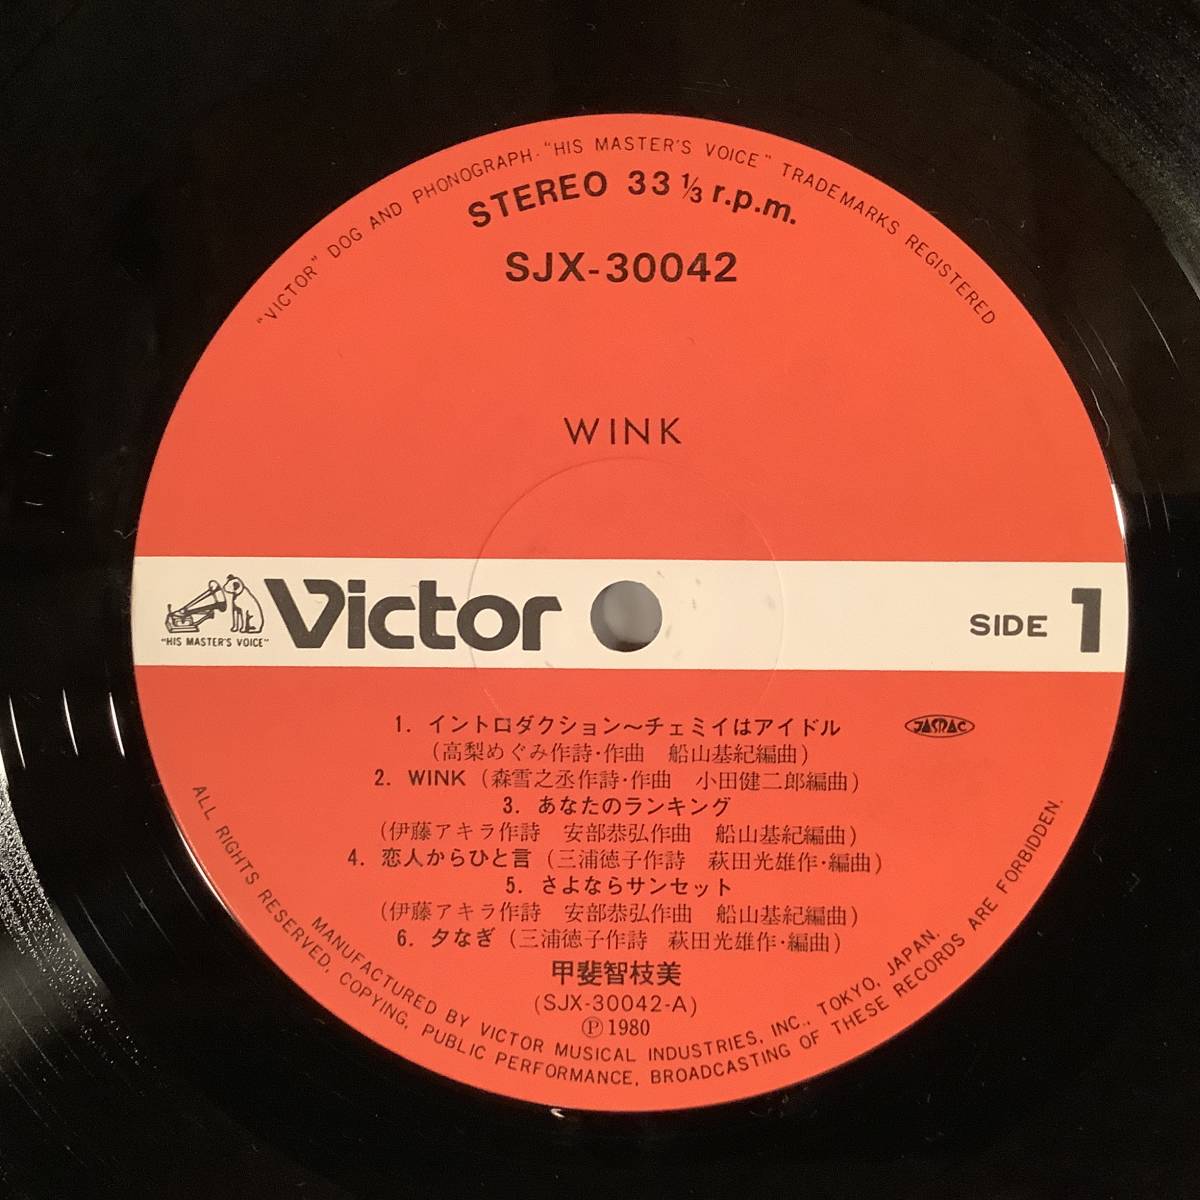 "VICTOR" DOG AND PHONOGRAPH·"HIS MASTER'S VOICE" TRADEMARKS REGISTERED
STEREO 33⅓ r.p.m.
SJX-30042
WINK
"HIS MASTER'S VOICE"
Victor
SIDE 1
1. イントロダクション〜チェミイはアイドル
(高梨めぐみ作詩・作曲 船山基紀編曲)
JASRAC
2. WINK (森雪之丞作詩・作曲 小田健二郎編曲)
3. あなたのランキング
(伊藤アキラ作詩 安部恭弘作曲 船山基紀編曲)
4. 恋人からひと言 (三浦徳子作詩 萩田光雄作・編曲)
5. さよならサンセット
(伊藤アキラ作詩 安部恭弘作曲 船山基紀編曲)
6. 夕なぎ (三浦徳子作詩 萩田光雄作・編曲)
甲斐智枝美
(SJX-30042-A)
Ⓟ1980
MANUFACTURED BY VICTOR MUSICAL INDUSTRIES, INC., TOKYO, JAPAN.
ALL RIGHTS RESERVED, COPYING, PUBLIC PERFORMANCE, BROADCASTING OF THESE RECORDS ARE FORBIDDEN.